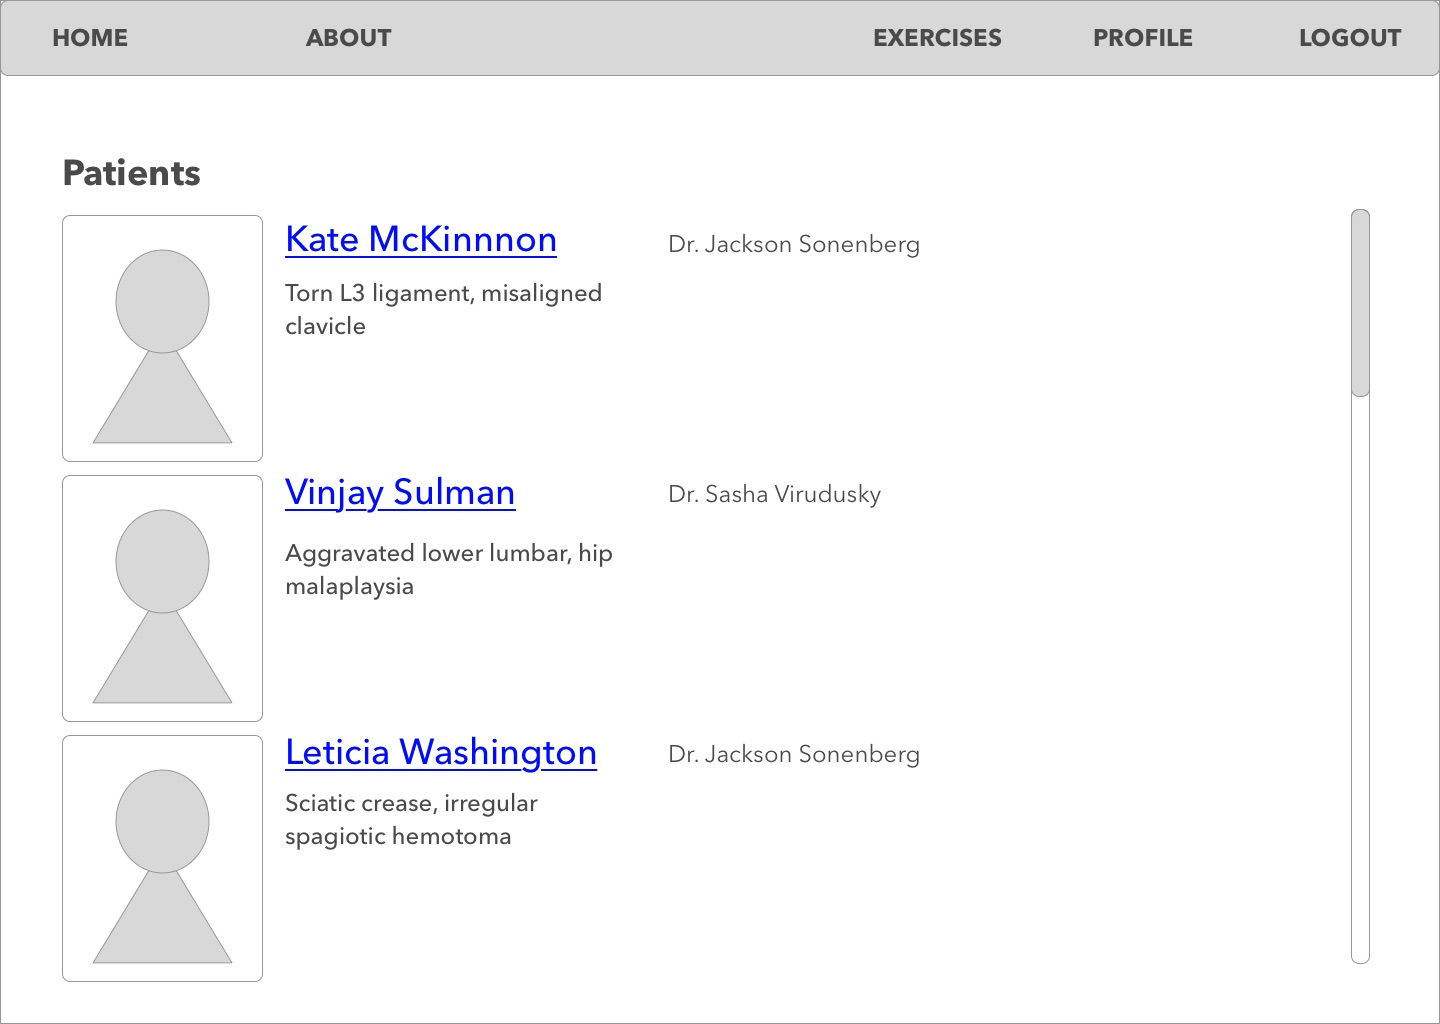 HOME ABOUT EXERCISES PROFILE LOGOUT
Patients
Kate McKinnnon Dr. Jackson Sonenberg
Torn L3 ligament, misaligned
clavicle
Vinjay Sulman Dr. Sasha Virudusky
Aggravated lower lumbar, hip
malaplaysia
Leticia Washington Dr. Jackson Sonenberg
Sciatic crease, irregular
spagiotic hemotoma